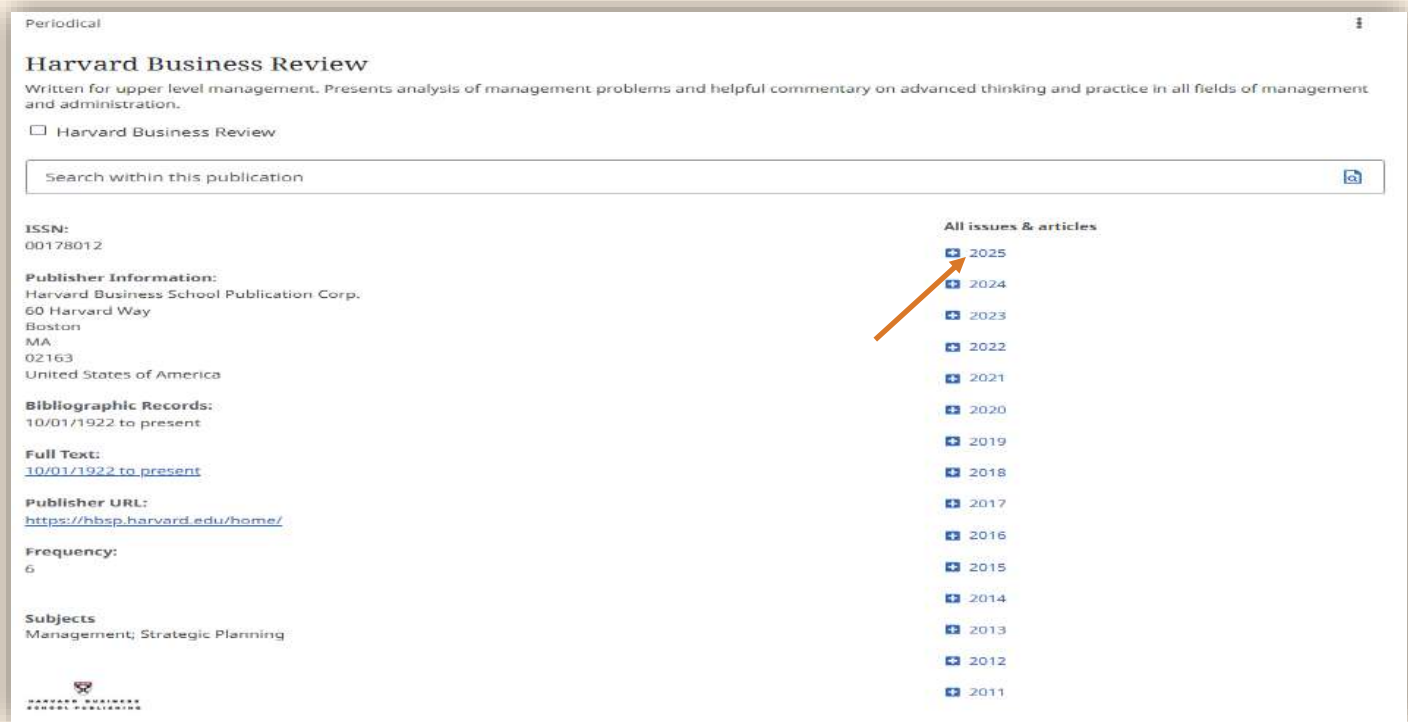 Periodical
Harvard Business Review
Written for upper level management. Presents analysis of management problems and helpful commentary on advanced thinking and practice in all fields of management
and administration.
Harvard Business Review
Search within this publication
ISSN:
00178012
Publisher Information:
Harvard Business School Publication Corp.
60 Harvard Way
Boston
MA
02163
United States of America
Bibliographic Records:
10/01/1922 to present
Full Text:
10/01/1922 to present
Publisher URL:
https://hbsp.harvard.edu/home/
Frequency:
6
Subjects
Management; Strategic Planning
HARVARD BUSINESS
SCHOOL PUBLISHING
All issues & articles
2025
2024
2023
2022
2021
2020
2019
2018
2017
2016
2015
2014
2013
2012
2011